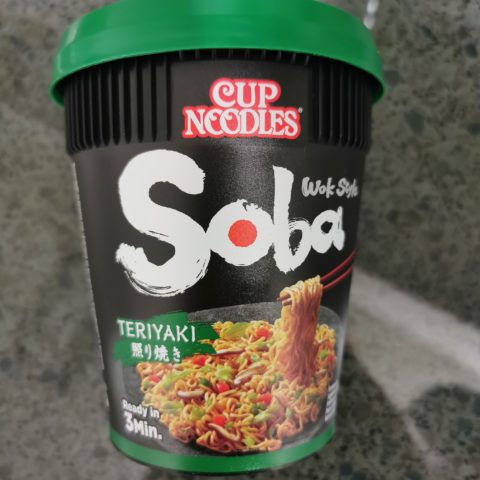 CUP
NOODLES
Wok Style
Soba
TERIYAKI
照り焼き
Ready in
3Min.